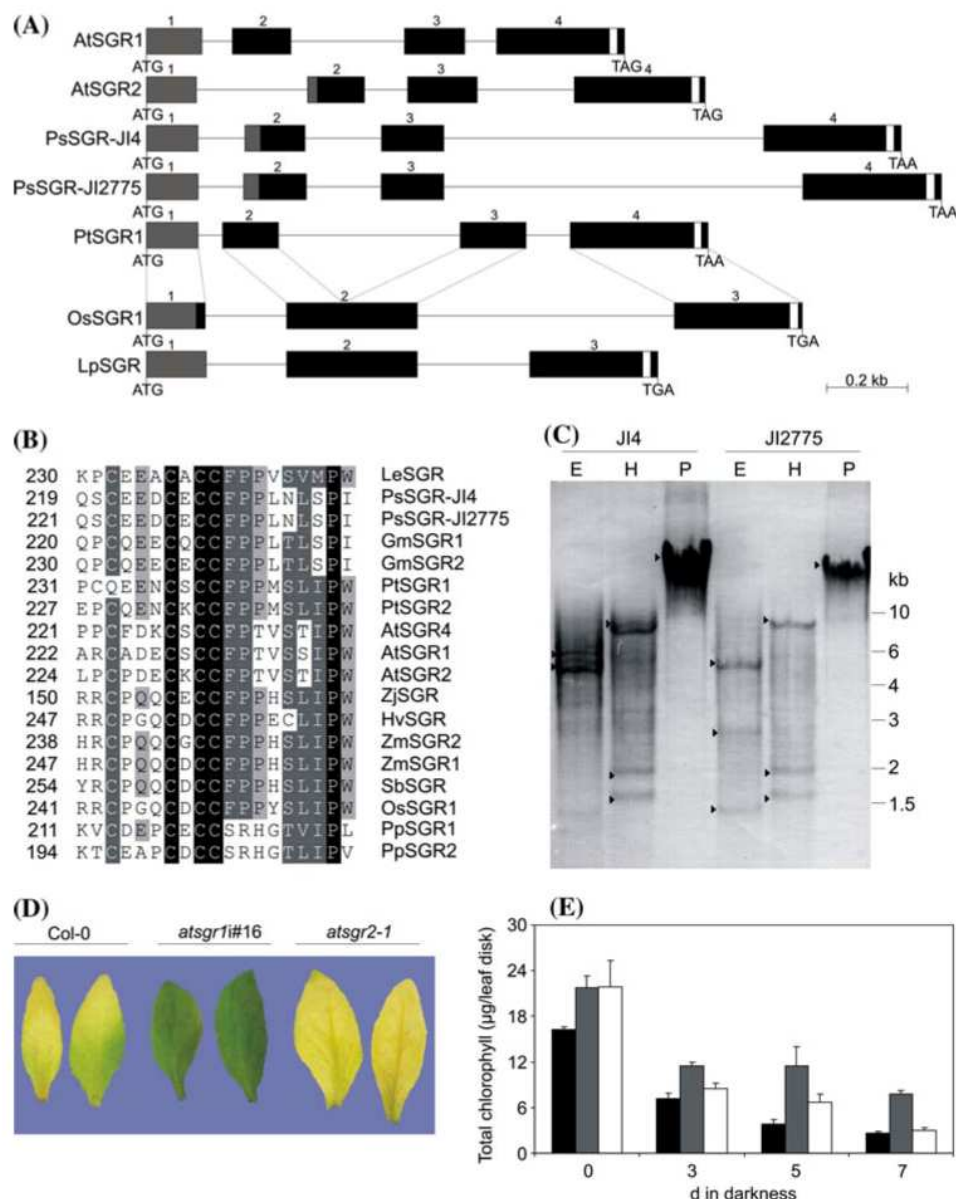 (A)
1 2 3 4
AtSGR1
ATG TAG
1 2 3 4
AtSGR2
ATG TAG
1 2 3 4
PsSGR-JI4
ATG TAA
1 2 3 4
PsSGR-JI2775
ATG TAA
1 2 3 4
PtSGR1
ATG TAA
1 2 3
OsSGR1
ATG TGA
1 2 3
LpSGR
ATG TGA
0.2 kb
(B)
230 KPCEEACACCFPPVSVMPW LeSGR
219 QSCEEDCECCFPPLNLSPI PsSGR-JI4
221 QSCEEDCECCFPPLNLSPI PsSGR-JI2775
220 QPCQEECQCCFPPLTLSPI GmSGR1
230 QPCQEECECCFPPLTLSPI GmSGR2
231 PCQEENCSCCFPPMSLIPW PtSGR1
227 EPCQENCKCCFPPMSLIPW PtSGR2
221 PPCFDKCSCCFPTVSTIPW AtSGR4
222 ARCADESCCFPTVSSIPW AtSGR1
224 LPCPDECKCCFPTVSTIPW AtSGR2
150 RRCPQQCECCFPPHSLIPW ZjSGR
247 RRCPGQCDCCFPPECLIPW HvSGR
238 HRCPQQCGCCFPPHSLIPW ZmSGR2
247 HRCPQQCDCCFPPHSLIPW ZmSGR1
254 YRCPQQCDCCFPPHSLIPW SbSGR
241 RRCPGQCDCCFPPYSLIPW OsSGR1
211 KVCDEPCECCSRHGTVIPL PpSGR1
194 KTCEAPCDCCSRHGTLIPV PpSGR2
(C)
JI4 JI2775
E H P E H P
kb
10
6
4
3
2
1.5
(D)
Col-0 atsgr1i#16 atsgr2-1
(E)
Total chlorophyll (µg/leaf disk)
30
24
18
12
6
0
0 3 5 7
d in darkness